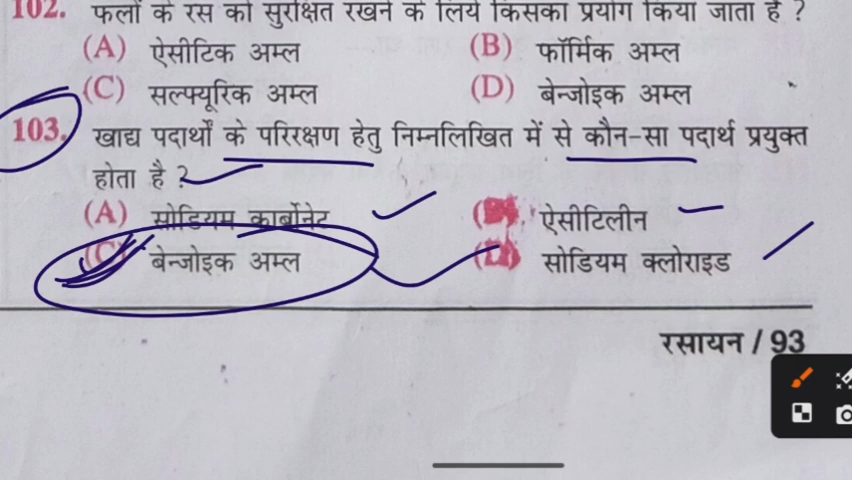 102. फलों के रस को सुरक्षित रखने के लिये किसका प्रयोग किया जाता है ?
(A) ऐसीटिक अम्ल (B) फॉर्मिक अम्ल
(C) सल्फ्यूरिक अम्ल (D) बेन्जोइक अम्ल
103. खाद्य पदार्थों के परिरक्षण हेतु निम्नलिखित में से कौन-सा पदार्थ प्रयुक्त
होता है ?
(A) सोडियम कार्बोनेट (B) ऐसीटिलीन
(C) बेन्जोइक अम्ल (D) सोडियम क्लोराइड
रसायन / 93